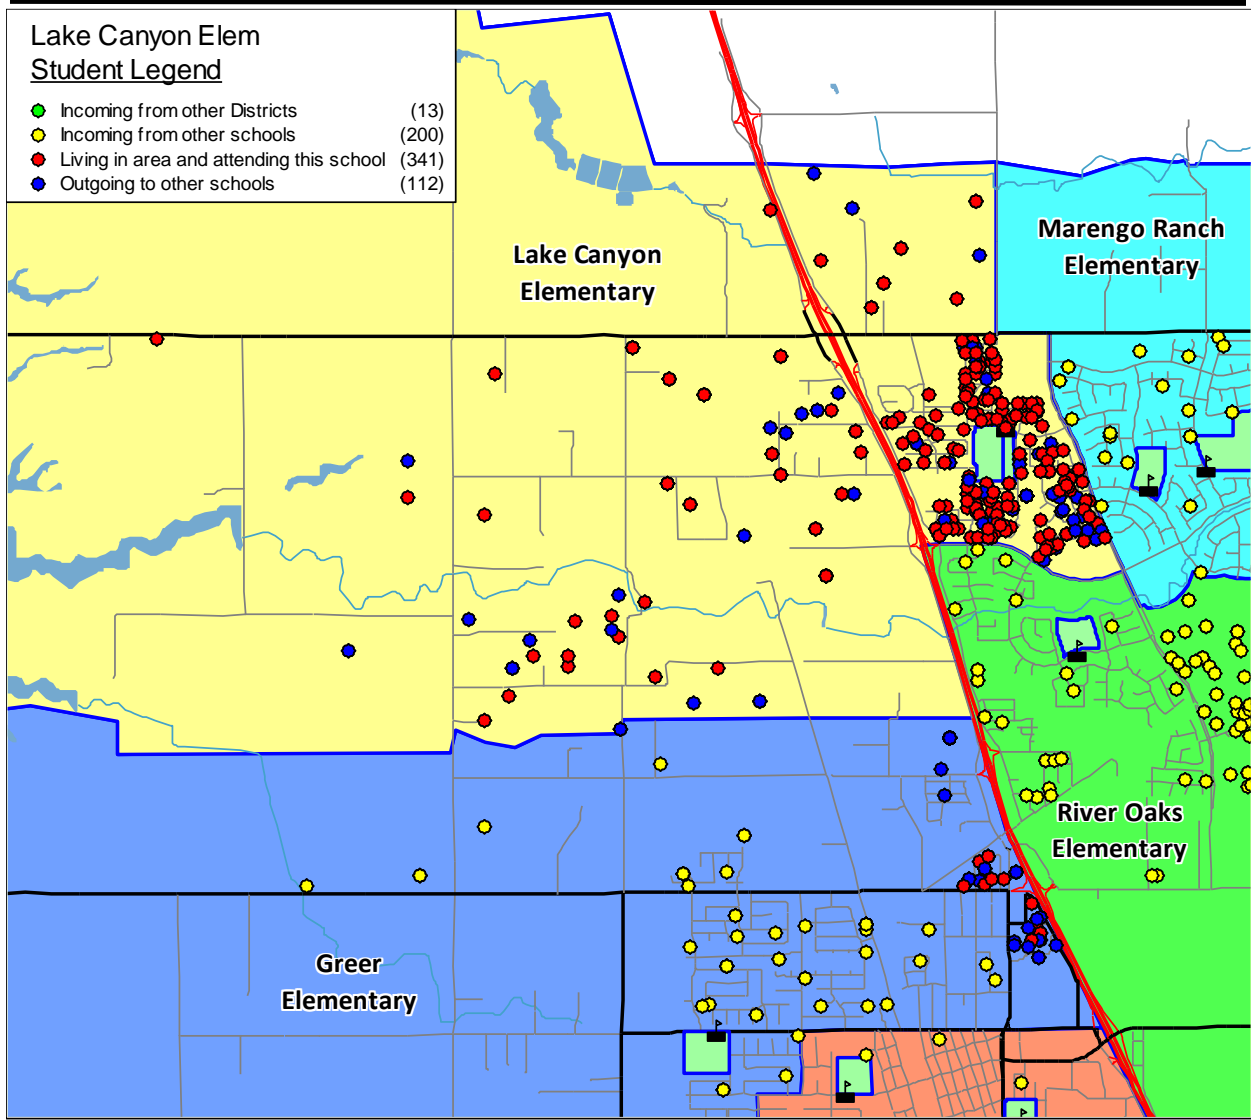 Lake Canyon Elem
Student Legend
Incoming from other Districts (13)
Incoming from other schools (200)
Living in area and attending this school (341)
Outgoing to other schools (112)
Lake Canyon
Elementary
Marengo Ranch
Elementary
River Oaks
Elementary
Greer
Elementary